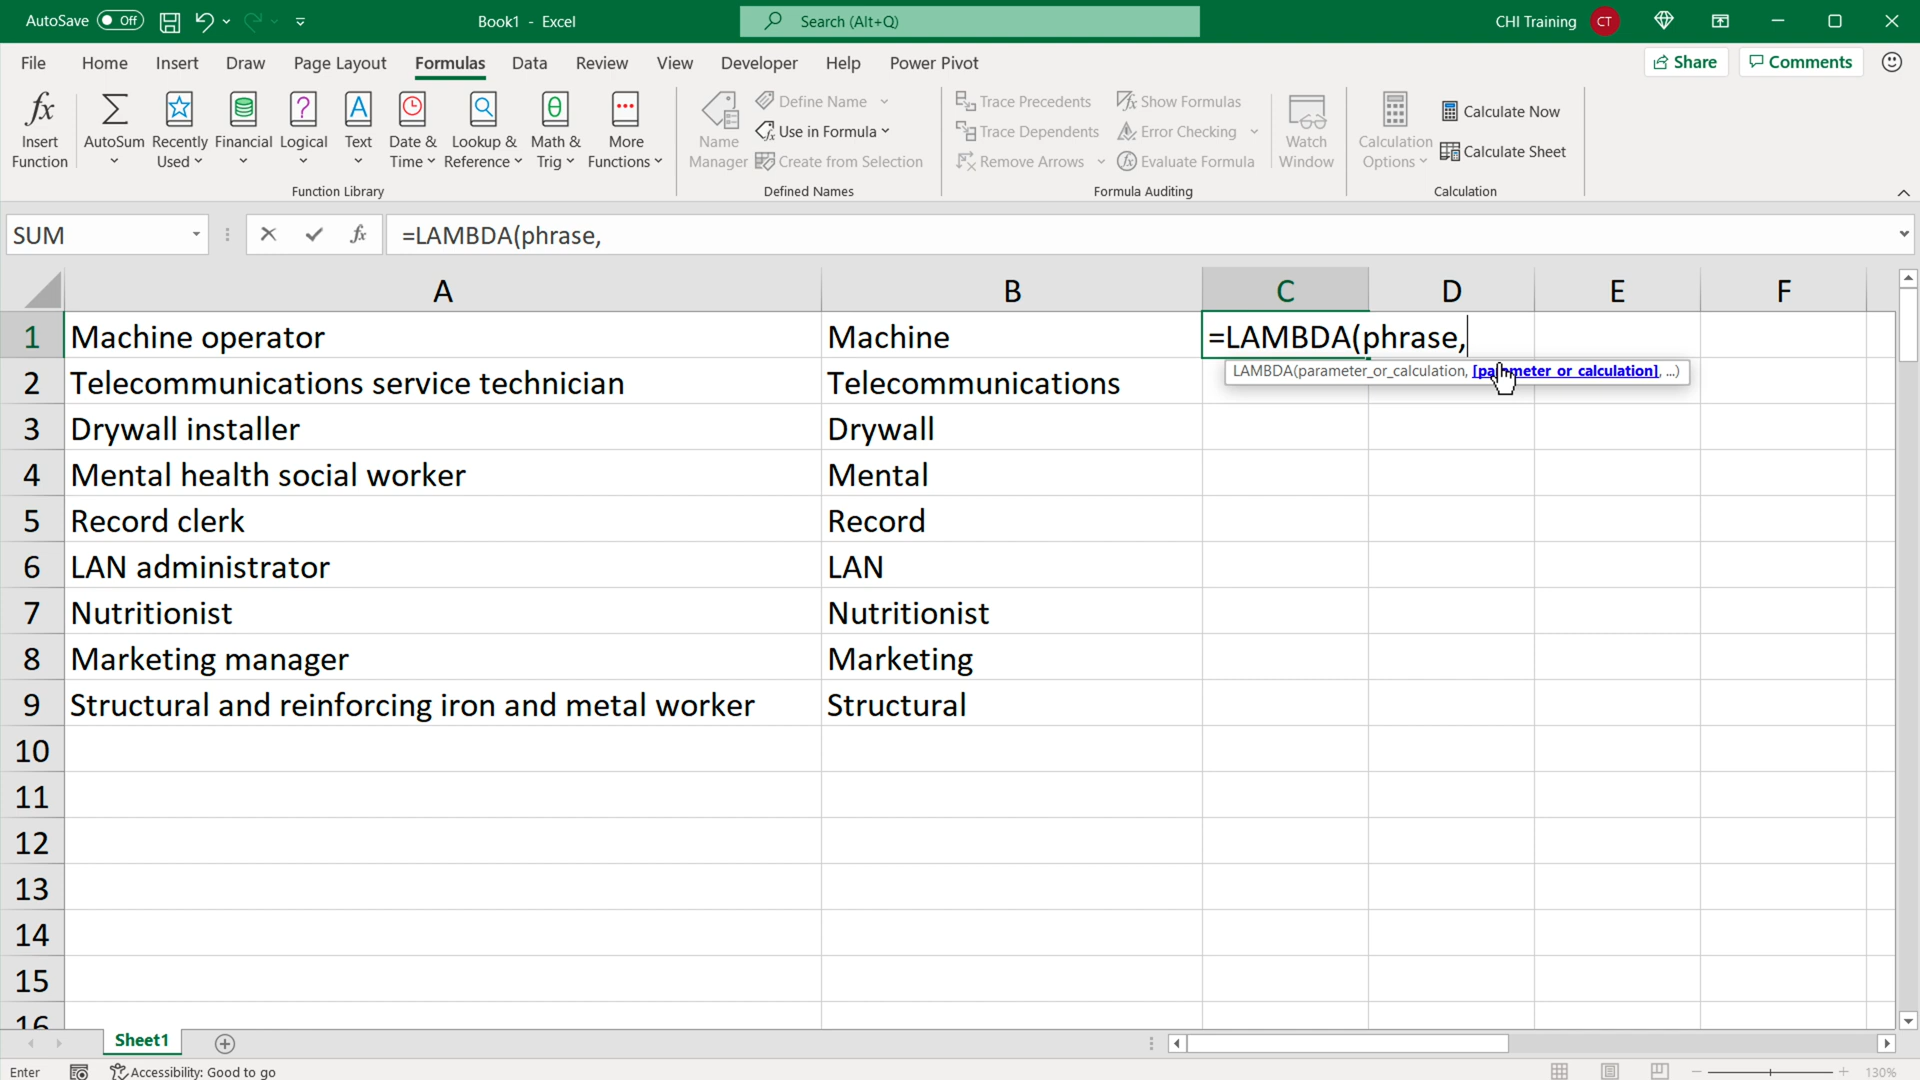 AutoSave Off Book1 - Excel Search (Alt+Q) CHI Training CT
File Home Insert Draw Page Layout Formulas Data Review View Developer Help Power Pivot Share Comments
fx Insert Function
AutoSum
Recently Used
Financial
Logical
Text
Date & Time
Lookup & Reference
Math & Trig
More Functions
Function Library
Name Manager
Define Name
Use in Formula
Create from Selection
Defined Names
Trace Precedents
Trace Dependents
Remove Arrows
Show Formulas
Error Checking
Evaluate Formula
Formula Auditing
Watch Window
Calculation Options
Calculate Now
Calculate Sheet
Calculation
SUM fx =LAMBDA(phrase,
A B C D E F
1 Machine operator Machine =LAMBDA(phrase,
LAMBDA(parameter_or_calculation, [parameter_or_calculation], ...)
2 Telecommunications service technician Telecommunications
3 Drywall installer Drywall
4 Mental health social worker Mental
5 Record clerk Record
6 LAN administrator LAN
7 Nutritionist Nutritionist
8 Marketing manager Marketing
9 Structural and reinforcing iron and metal worker Structural
10
11
12
13
14
15
16
Sheet1
Enter Accessibility: Good to go 130%